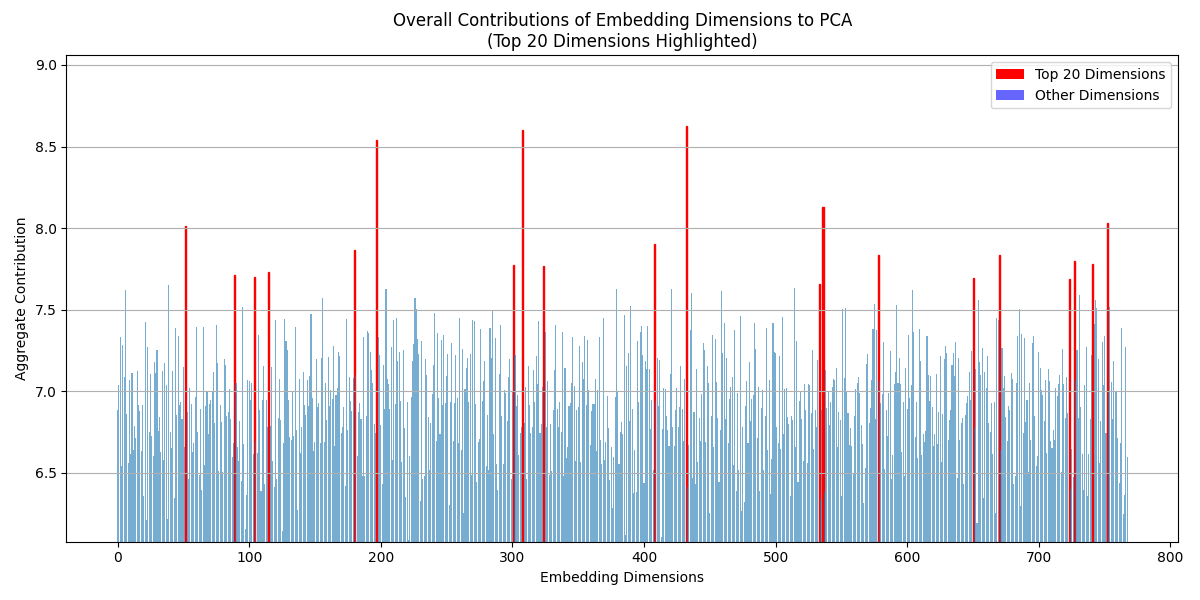 Overall Contributions of Embedding Dimensions to PCA
(Top 20 Dimensions Highlighted)
Top 20 Dimensions
Other Dimensions
Aggregate Contribution
9.0
8.5
8.0
7.5
7.0
6.5
0 100 200 300 400 500 600 700 800
Embedding Dimensions